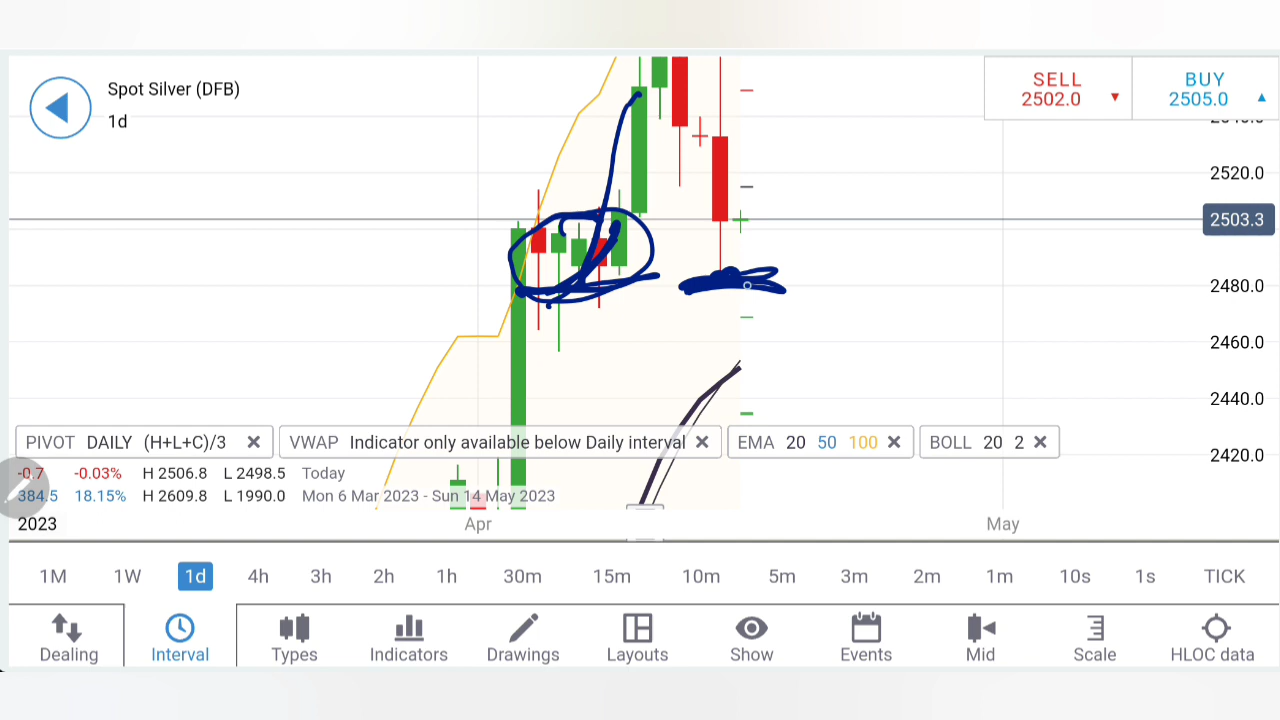 Spot Silver (DFB)
1d
SELL
2502.0
BUY
2505.0
2520.0
2503.3
2480.0
2460.0
2440.0
2420.0
PIVOT DAILY (H+L+C)/3
VWAP Indicator only available below Daily interval
EMA 20 50 100
BOLL 20 2
-0.7 -0.03% H 2506.8 L 2498.5 Today
384.5 18.15% H 2609.8 L 1990.0 Mon 6 Mar 2023 - Sun 14 May 2023
2023 Apr May
1M 1W 1d 4h 3h 2h 1h 30m 15m 10m 5m 3m 2m 1m 10s 1s TICK
Dealing Interval Types Indicators Drawings Layouts Show Events Mid Scale HLOC data